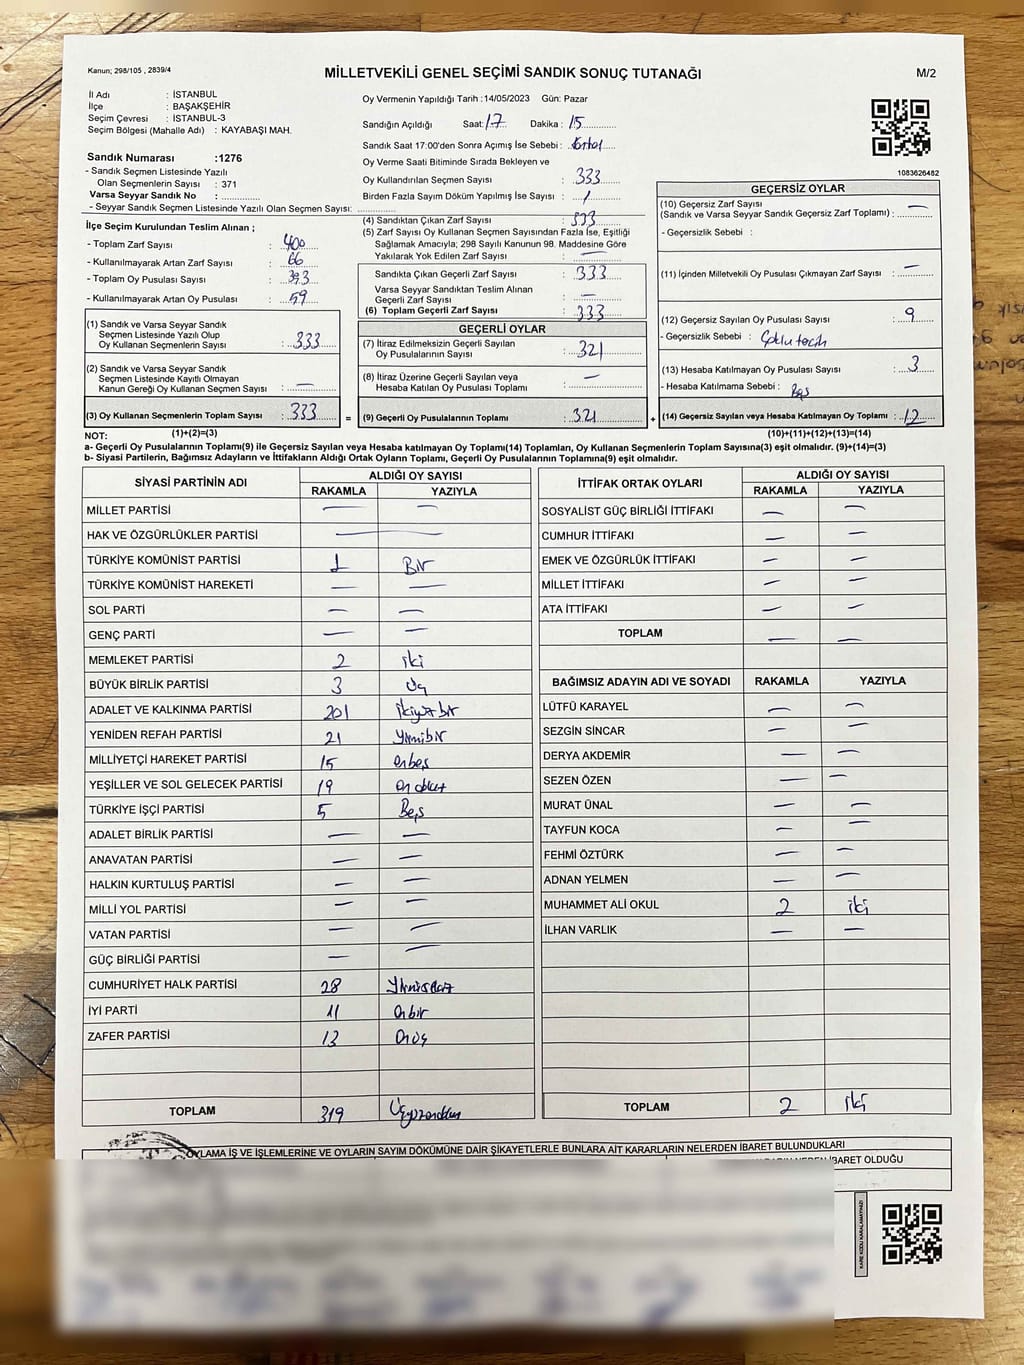 Kanun; 298/105 , 2839/4
MİLLETVEKİLİ GENEL SEÇİMİ SANDIK SONUÇ TUTANAĞI
M/2
İl Adı : İSTANBUL
İlçe : BAŞAKŞEHİR
Seçim Çevresi : İSTANBUL-3
Seçim Bölgesi (Mahalle Adı) : KAYABAŞI MAH.
Sandık Numarası :1276
- Sandık Seçmen Listesinde Yazılı
Olan Seçmenlerin Sayısı : 371
Varsa Seyyar Sandık No :
- Seyyar Sandık Seçmen Listesinde Yazılı Olan Seçmen Sayısı:
İlçe Seçim Kurulundan Teslim Alınan ;
- Toplam Zarf Sayısı : 400
- Kullanılmayarak Artan Zarf Sayısı : 66
- Toplam Oy Pusulası : 393
- Kullanılmayarak Artan Oy Pusulası : 59
(1) Sandık ve Varsa Seyyar Sandık
Seçmen Listesinde Yazılı Olup
Oy Kullanan Seçmenlerin Sayısı : 333
(2) Sandık ve Varsa Seyyar Sandık
Seçmen Listesinde Kayıtlı Olmayan
Kanun Gereği Oy Kullanan Seçmen Sayısı : —
(3) Oy Kullanan Seçmenlerin Toplam Sayısı : 333
(1)+(2)=(3)
Oy Vermenin Yapıldığı Tarih :14/05/2023 Gün: Pazar
Sandığın Açıldığı Saat: 17 Dakika : 15
Sandık Saat 17:00'den Sonra Açımış İse Sebebi :
Oy Verme Saati Bitiminde Sırada Bekleyen ve
Oy Kullandırılan Seçmen Sayısı : 333
Birden Fazla Sayım Döküm Yapılmış İse Sayısı : /
(4) Sandıktan Çıkan Zarf Sayısı : 333
(5) Zarf Sayısı Oy Kullanan Seçmen Sayısından Fazla İse, Eşitliği
Sağlamak Amacıyla; 298 Sayılı Kanunun 98. Maddesine Göre
Yakılarak Yok Edilen Zarf Sayısı : —
Sandıkta Çıkan Geçerli Zarf Sayısı : 333
Varsa Seyyar Sandıktan Teslim Alınan
Geçerli Zarf Sayısı : —
(6) Toplam Geçerli Zarf Sayısı : 333
GEÇERLİ OYLAR
(7) İtiraz Edilmeksizin Geçerli Sayılan
Oy Pusulalarının Sayısı : 321
(8) İtiraz Üzerine Geçerli Sayılan veya
Hesaba Katılan Oy Pusulası Toplamı : —
= (9) Geçerli Oy Pusulalarının Toplamı : 321
1083626482
GEÇERSİZ OYLAR
(10) Geçersiz Zarf Sayısı —
(Sandık ve Varsa Seyyar Sandık Geçersiz Zarf Toplamı) :
- Geçersizlik Sebebi :
(11) İçinden Milletvekili Oy Pusulası Çıkmayan Zarf Sayısı : —
(12) Geçersiz Sayılan Oy Pusulası Sayısı : 9
- Geçersizlik Sebebi : Çoklu tercih
(13) Hesaba Katılmayan Oy Pusulası Sayısı : 3
- Hesaba Katılmama Sebebi : Boş
+ (14) Geçersiz Sayılan veya Hesaba Katılmayan Oy Toplamı : 12
(10)+(11)+(12)+(13)=(14)
NOT:
a- Geçerli Oy Pusulalarının Toplamı(9) ile Geçersiz Sayılan veya Hesaba katılmayan Oy Toplamı(14) Toplamları, Oy Kullanan Seçmenlerin Toplam Sayısına(3) eşit olmalıdır. (9)+(14)=(3)
b- Siyasi Partilerin, Bağımsız Adayların ve İttifakların Aldığı Ortak Oyların Toplamı, Geçerli Oy Pusulalarının Toplamına(9) eşit olmalıdır.
SİYASİ PARTİNİN ADI ALDIĞI OY SAYISI
RAKAMLA YAZIYLA
MİLLET PARTİSİ — —
HAK VE ÖZGÜRLÜKLER PARTİSİ —
TÜRKİYE KOMÜNİST PARTİSİ 1 Bir
TÜRKİYE KOMÜNİST HAREKETİ — —
SOL PARTİ — —
GENÇ PARTİ — —
MEMLEKET PARTİSİ 2 iki
BÜYÜK BİRLİK PARTİSİ 3 Üç
ADALET VE KALKINMA PARTİSİ 201 ikiyüzbir
YENİDEN REFAH PARTİSİ 21 Yirmibir
MİLLİYETÇİ HAREKET PARTİSİ 15 onbeş
YEŞİLLER VE SOL GELECEK PARTİSİ 19 ondokuz
TÜRKİYE İŞÇİ PARTİSİ 5 Beş
ADALET BİRLİK PARTİSİ — —
ANAVATAN PARTİSİ — —
HALKIN KURTULUŞ PARTİSİ — —
MİLLİ YOL PARTİSİ — —
VATAN PARTİSİ — —
GÜÇ BİRLİĞİ PARTİSİ — —
CUMHURİYET HALK PARTİSİ 28 Yirmisekiz
İYİ PARTİ 11 onbir
ZAFER PARTİSİ 13 Onüç
TOPLAM 319 Üçyüzondokuz
İTTİFAK ORTAK OYLARI ALDIĞI OY SAYISI
RAKAMLA YAZIYLA
SOSYALİST GÜÇ BİRLİĞİ İTTİFAKI — —
CUMHUR İTTİFAKI — —
EMEK VE ÖZGÜRLÜK İTTİFAKI — —
MİLLET İTTİFAKI — —
ATA İTTİFAKI — —
TOPLAM — —
BAĞIMSIZ ADAYIN ADI VE SOYADI RAKAMLA YAZIYLA
LÜTFÜ KARAYEL — —
SEZGİN SİNCAR — —
DERYA AKDEMİR — —
SEZEN ÖZEN — —
MURAT ÜNAL — —
TAYFUN KOCA — —
FEHMİ ÖZTÜRK — —
ADNAN YELMEN — —
MUHAMMET ALİ OKUL 2 iki
İLHAN VARLIK — —
TOPLAM 2 iki
OYLAMA İŞ VE İŞLEMLERİNE VE OYLARIN SAYIM DÖKÜMÜNE DAİR ŞİKAYETLERLE BUNLARA AİT KARARLARIN NELERDEN İBARET BULUNDUKLARI
İBARET OLDUĞU
KARE KODU KARALAMAYINIZ!